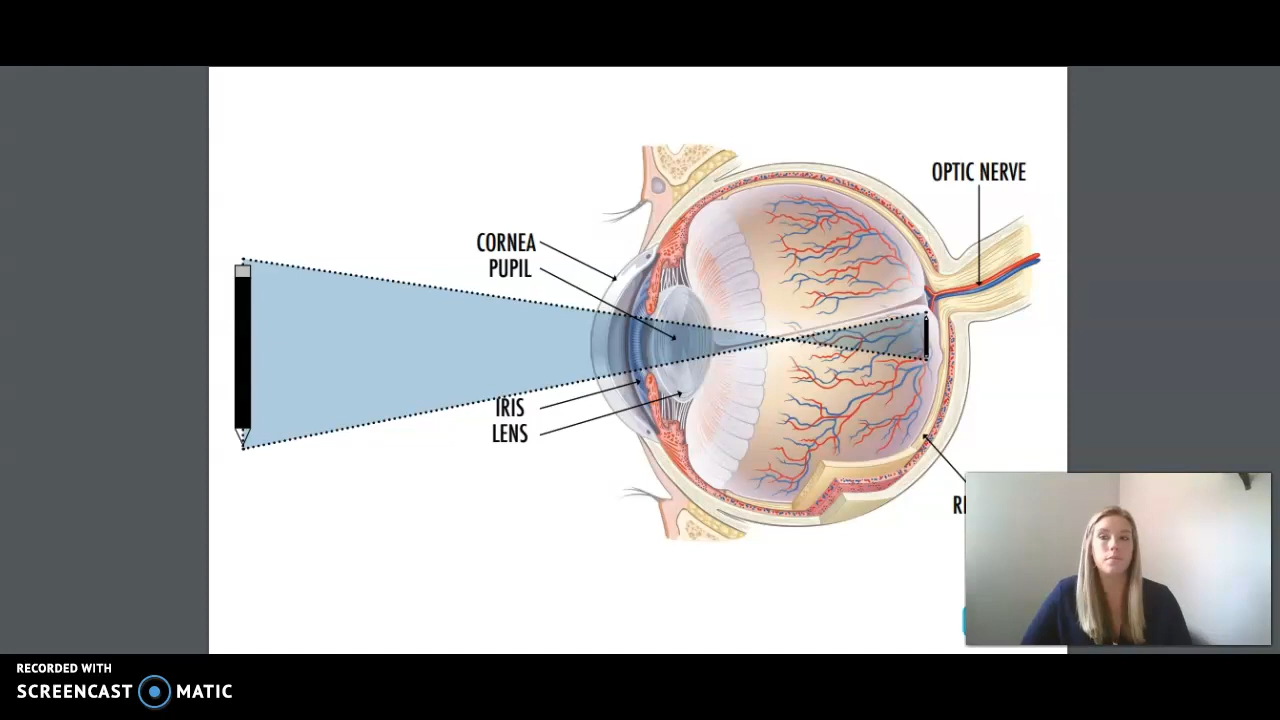 OPTIC NERVE
CORNEA
PUPIL
IRIS
LENS
RECORDED WITH
SCREENCAST MATIC